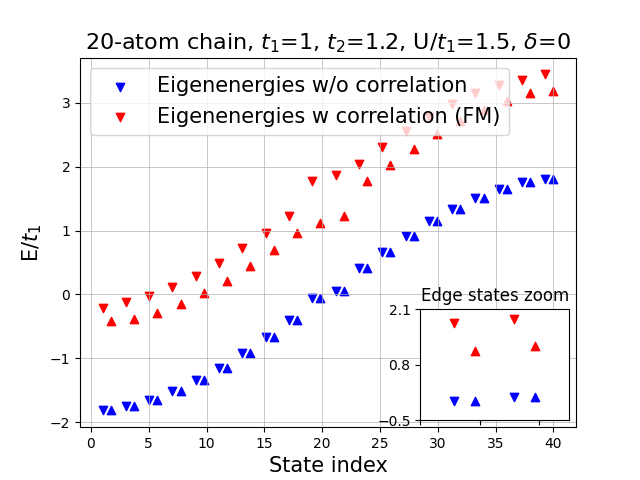 20-atom chain, t₁=1, t₂=1.2, U/t₁=1.5, δ=0
Eigenenergies w/o correlation
Eigenenergies w correlation (FM)
E/t₁
3
2
1
0
−1
−2
Edge states zoom
2.1
0.8
−0.5
0 5 10 15 20 25 30 35 40
State index